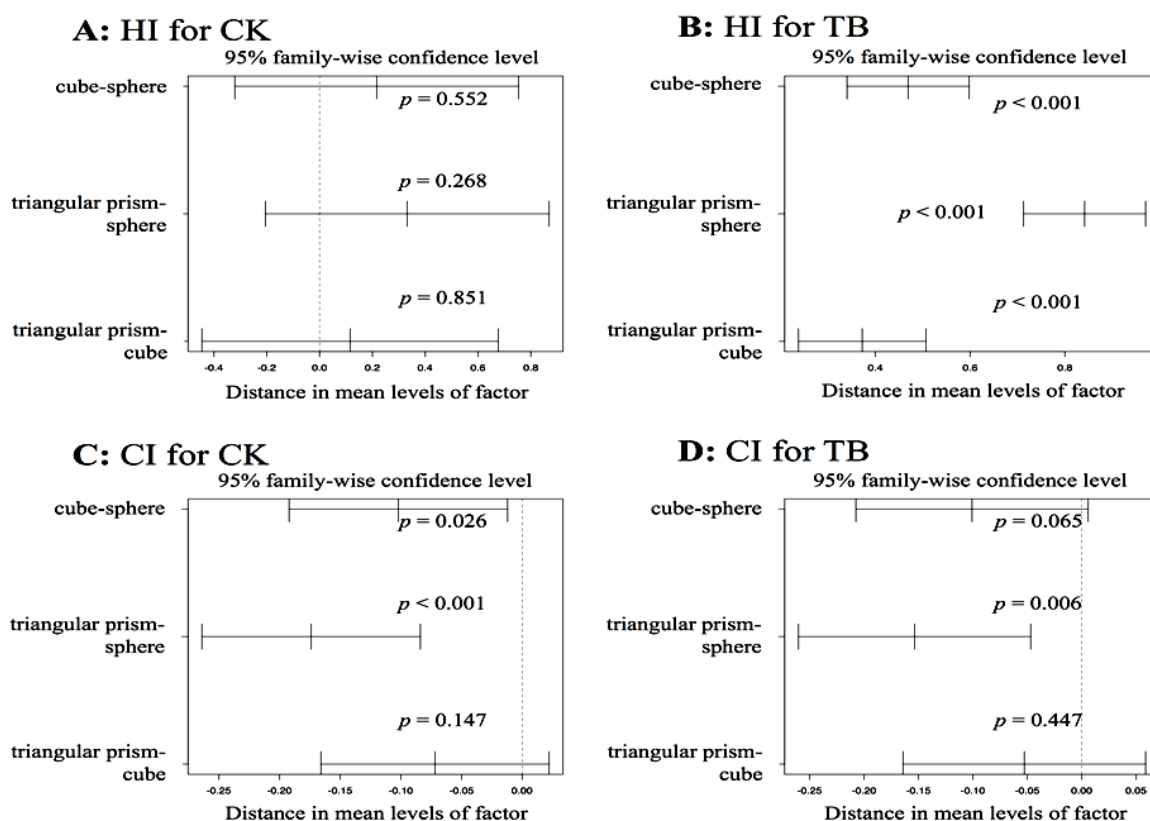 A: HI for CK
95% family-wise confidence level
cube-sphere
p = 0.552
triangular prism-
sphere
p = 0.268
triangular prism-
cube
p = 0.851
-0.4 -0.2 0.0 0.2 0.4 0.6 0.8
Distance in mean levels of factor
B: HI for TB
95% family-wise confidence level
cube-sphere
p < 0.001
triangular prism-
sphere
p < 0.001
triangular prism-
cube
p < 0.001
0.4 0.6 0.8
Distance in mean levels of factor
C: CI for CK
95% family-wise confidence level
cube-sphere
p = 0.026
triangular prism-
sphere
p < 0.001
triangular prism-
cube
p = 0.147
-0.25 -0.20 -0.15 -0.10 -0.05 0.00
Distance in mean levels of factor
D: CI for TB
95% family-wise confidence level
cube-sphere
p = 0.065
triangular prism-
sphere
p = 0.006
triangular prism-
cube
p = 0.447
-0.25 -0.20 -0.15 -0.10 -0.05 0.00 0.05
Distance in mean levels of factor